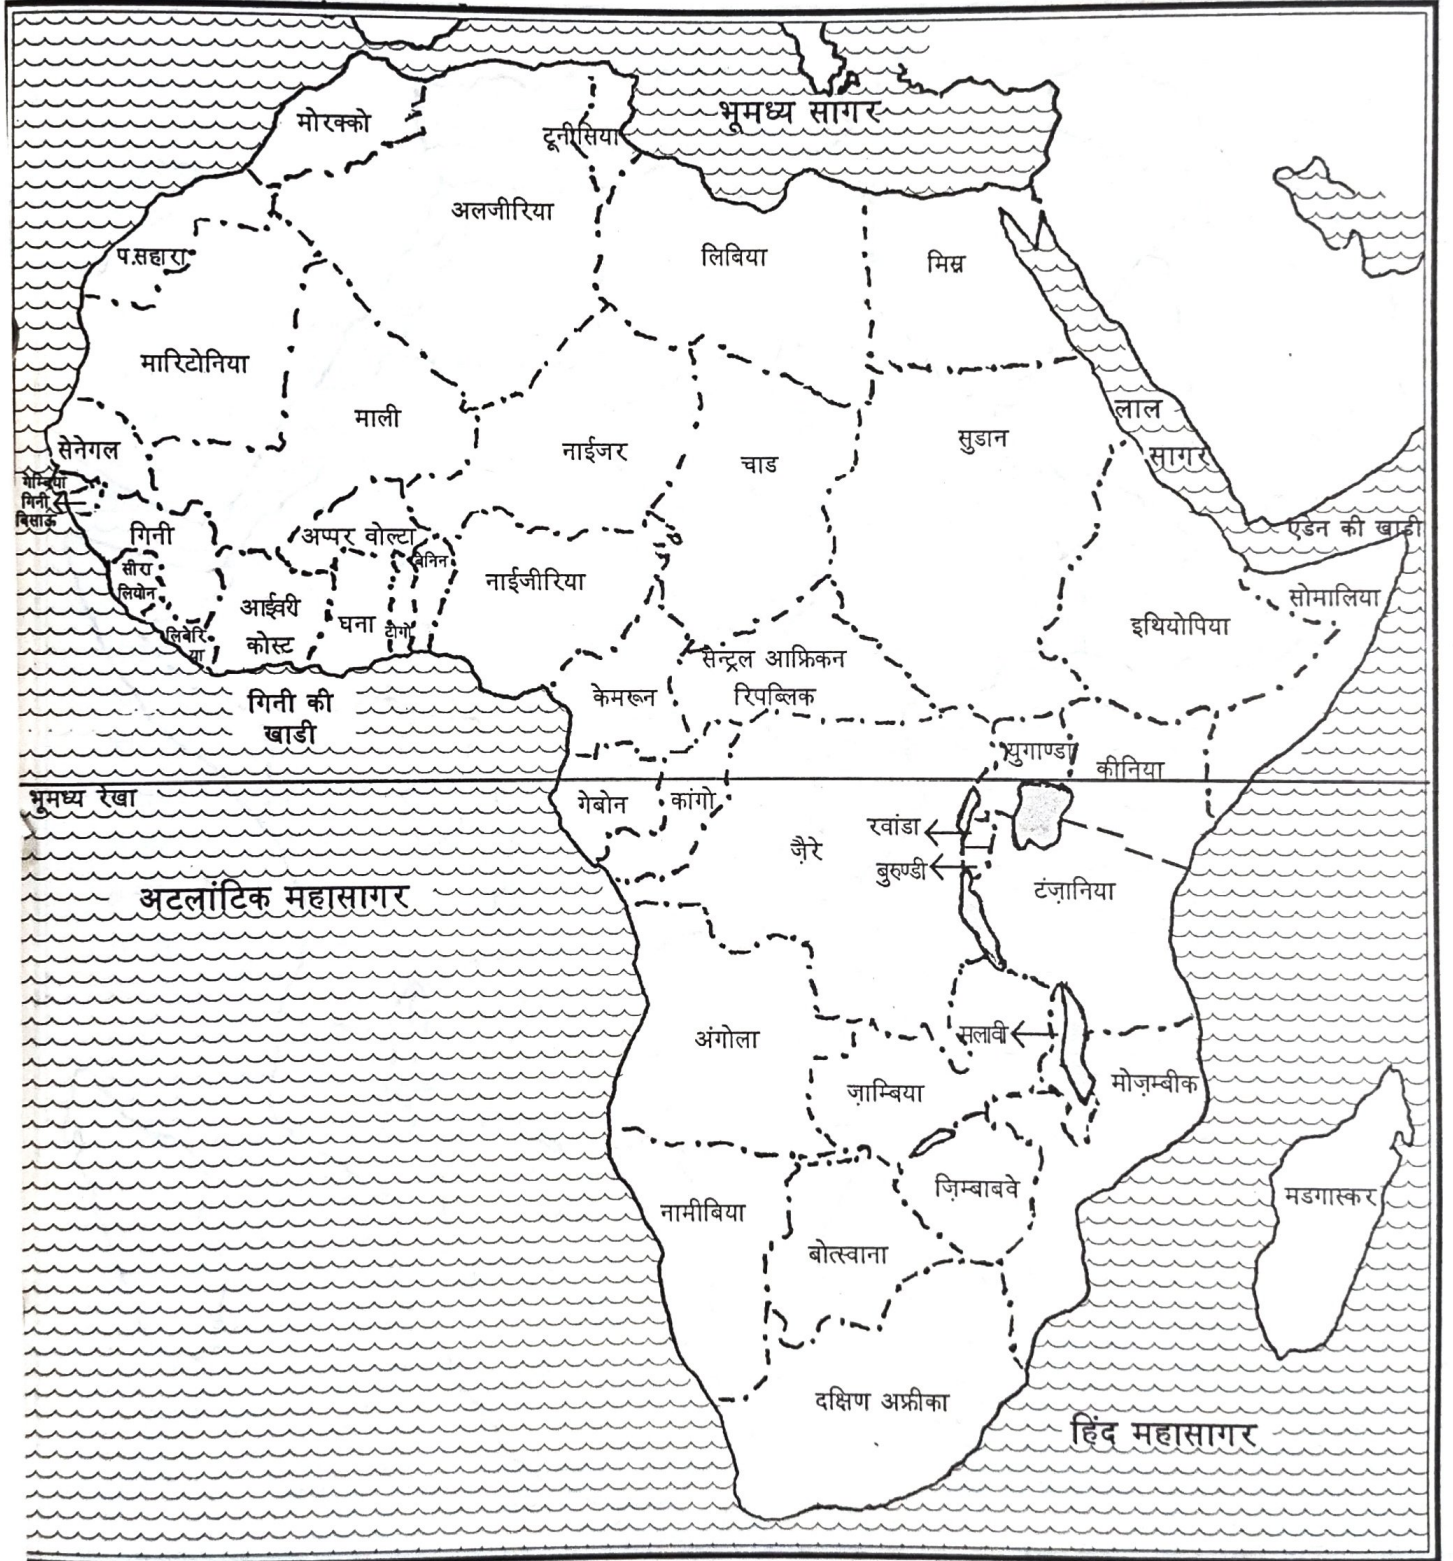 भूमध्य सागर
मोरक्को
टूनीसिया
अलजीरिया
लिबिया
मिस्र
प.सहारा
मारिटोनिया
माली
नाईजर
चाड
सुडान
लाल
सागर
सेनेगल
गेम्बिया
गिनी
बिसाऊ
गिनी
अप्पर वोल्टा
बेनिन
एडेन की खाडी
सीरा
लियोन
आईवरी
कोस्ट
घना
टोगो
नाईजीरिया
इथियोपिया
सोमालिया
लिबेरि
या
सेन्ट्रल आफ्रिकन
रिपब्लिक
केमरून
गिनी की
खाडी
युगाण्डा
कीनिया
भूमध्य रेखा
गेबोन
कांगो
ज़ैरे
रवांडा
बुरुण्डी
टंज़ानिया
अटलांटिक महासागर
अंगोला
सलावी
ज़ाम्बिया
मोज़म्बीक
नामीबिया
ज़िम्बाबवे
मडगास्कर
बोत्स्वाना
दक्षिण अफ्रीका
हिंद महासागर